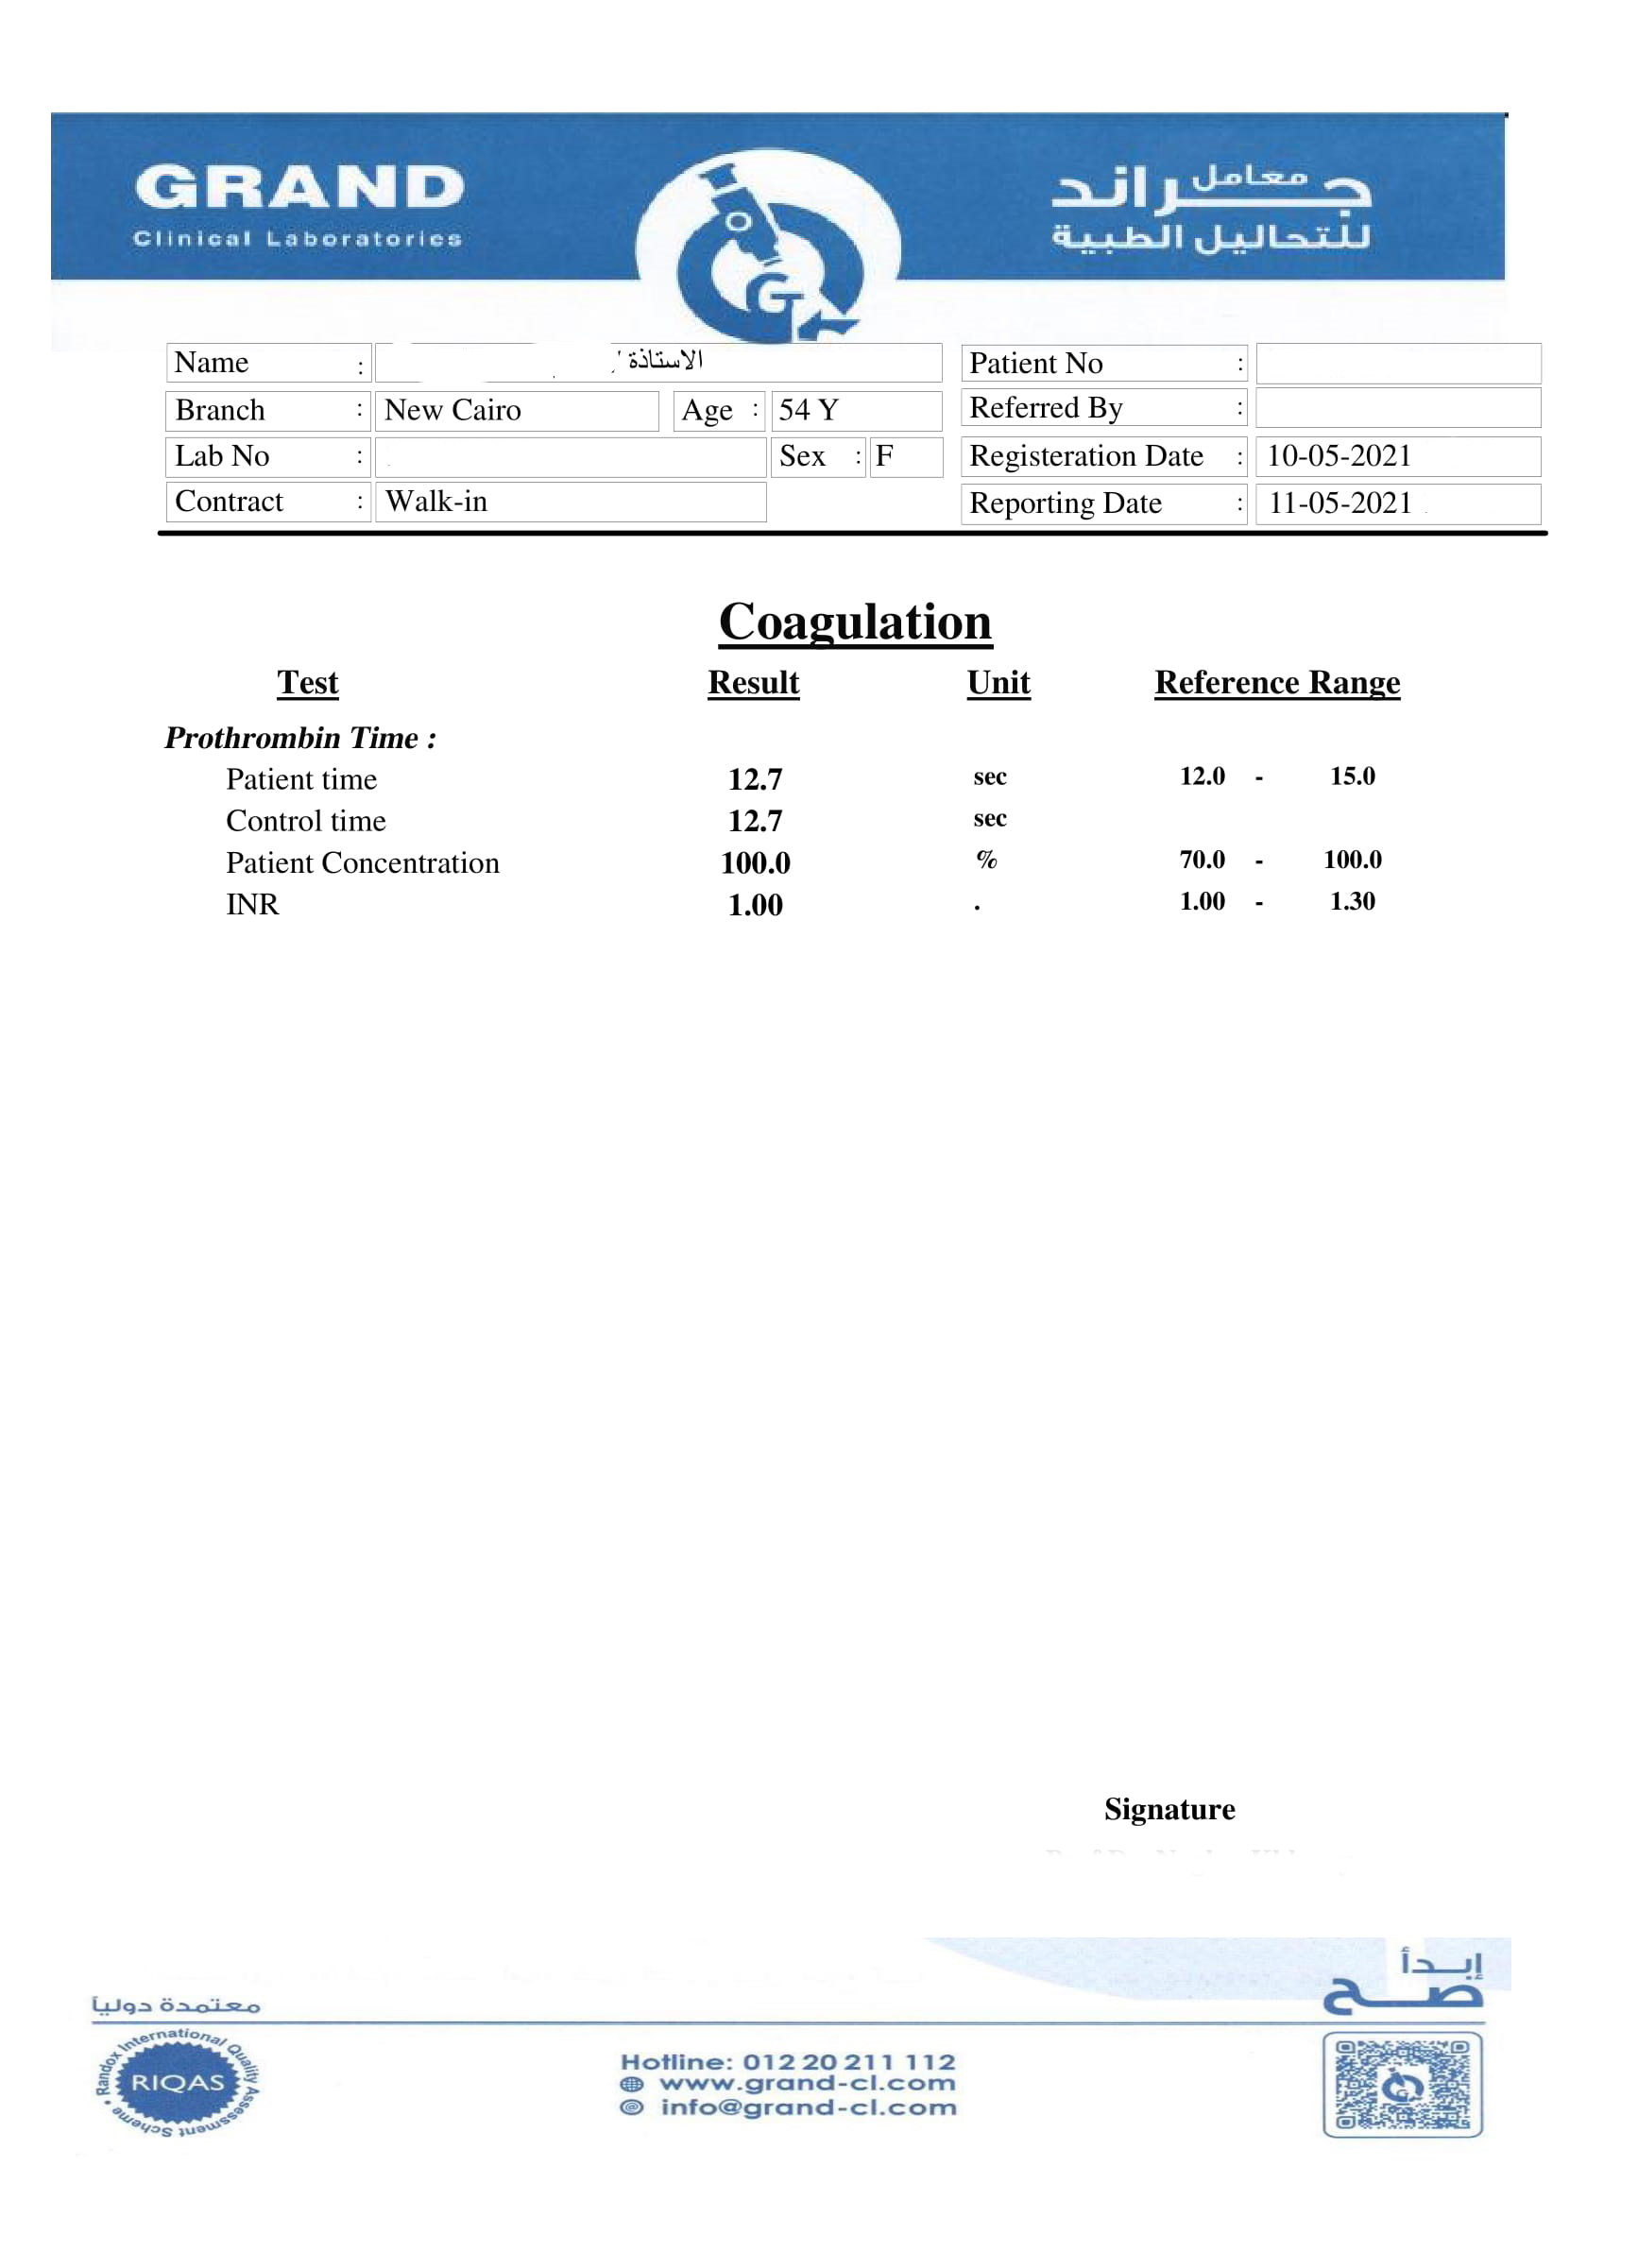 GRAND
Clinical Laboratories
معامل جراند
للتحاليل الطبية
G
Name : الاستاذة
Patient No :
Branch : New Cairo Age : 54 Y
Referred By :
Lab No : Sex : F
Registeration Date : 10-05-2021
Contract : Walk-in
Reporting Date : 11-05-2021
Coagulation
Test Result Unit Reference Range
Prothrombin Time :
Patient time 12.7 sec 12.0 - 15.0
Control time 12.7 sec
Patient Concentration 100.0 % 70.0 - 100.0
INR 1.00 . 1.00 - 1.30
Signature
إبدأ
صح
معتمدة دولياً
Randox International Quality Assessment Scheme
RIQAS
Hotline: 012 20 211 112
www.grand-cl.com
info@grand-cl.com